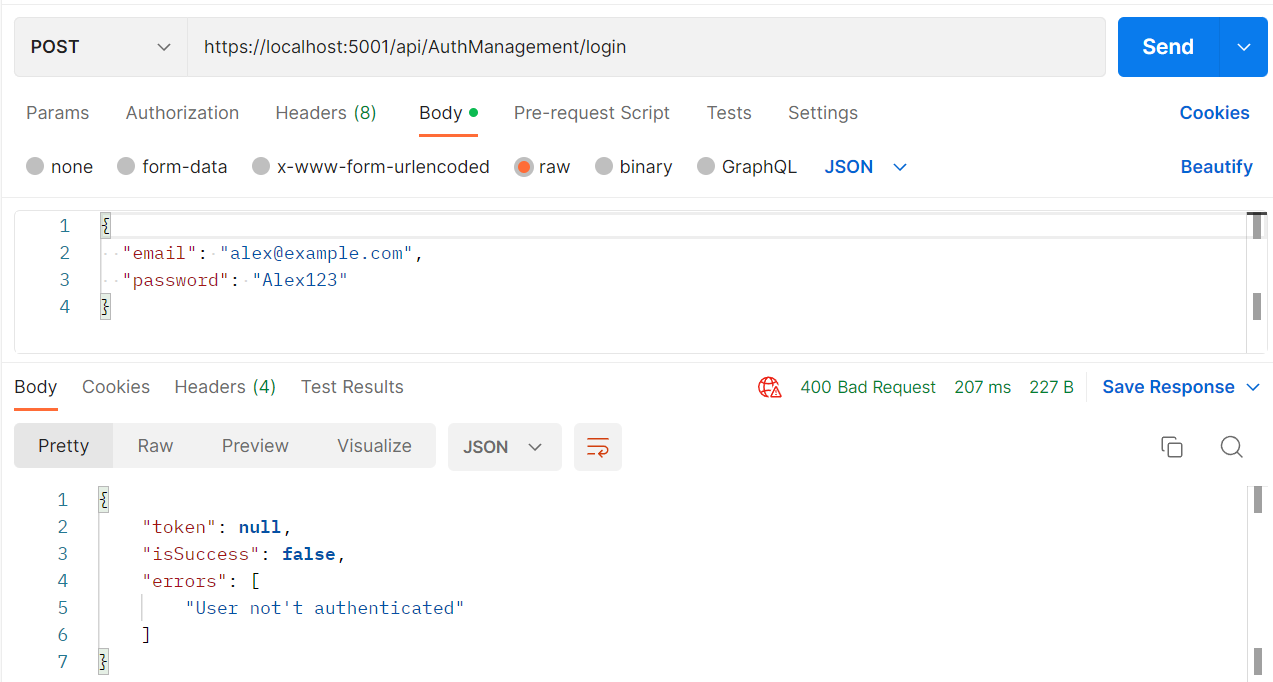 POST https://localhost:5001/api/AuthManagement/login Send
Params Authorization Headers (8) Body Pre-request Script Tests Settings Cookies
none form-data x-www-form-urlencoded raw binary GraphQL JSON Beautify
1 {
2 "email": "alex@example.com",
3 "password": "Alex123"
4 }
Body Cookies Headers (4) Test Results 400 Bad Request 207 ms 227 B Save Response
Pretty Raw Preview Visualize JSON
1 {
2 "token": null,
3 "isSuccess": false,
4 "errors": [
5 "User not't authenticated"
6 ]
7 }